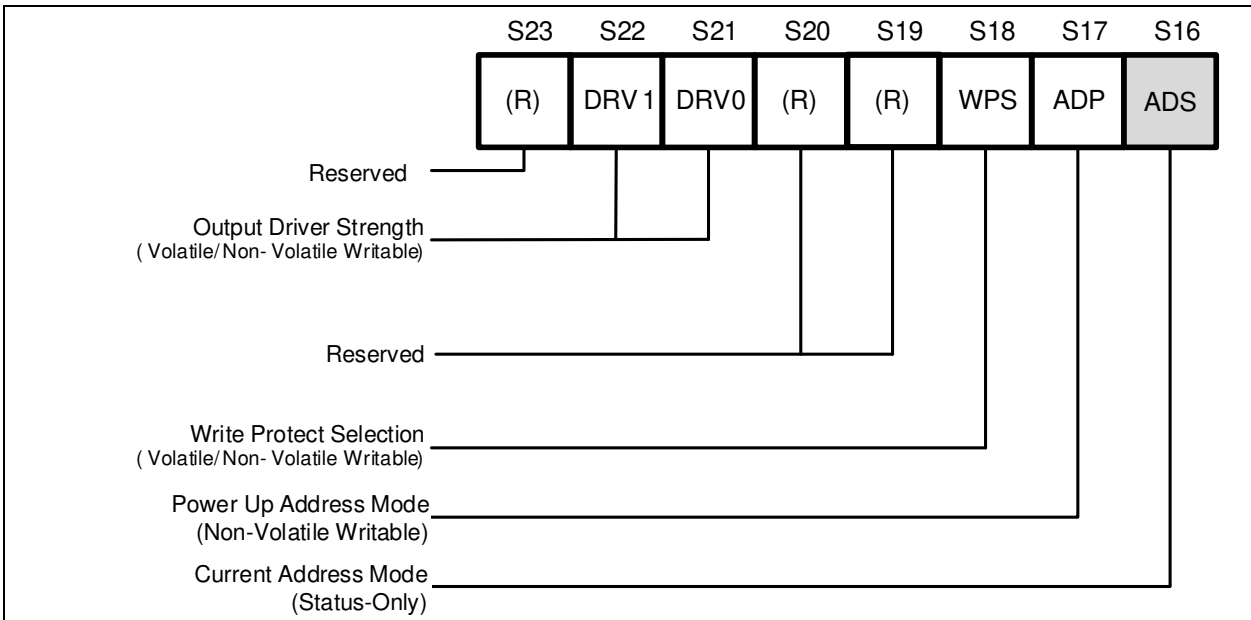 S23 S22 S21 S20 S19 S18 S17 S16
(R) DRV 1 DRV0 (R) (R) WPS ADP ADS
Reserved
Output Driver Strength
( Volatile/Non- Volatile Writable)
Reserved
Write Protect Selection
( Volatile/Non- Volatile Writable)
Power Up Address Mode
(Non-Volatile Writable)
Current Address Mode
(Status-Only)